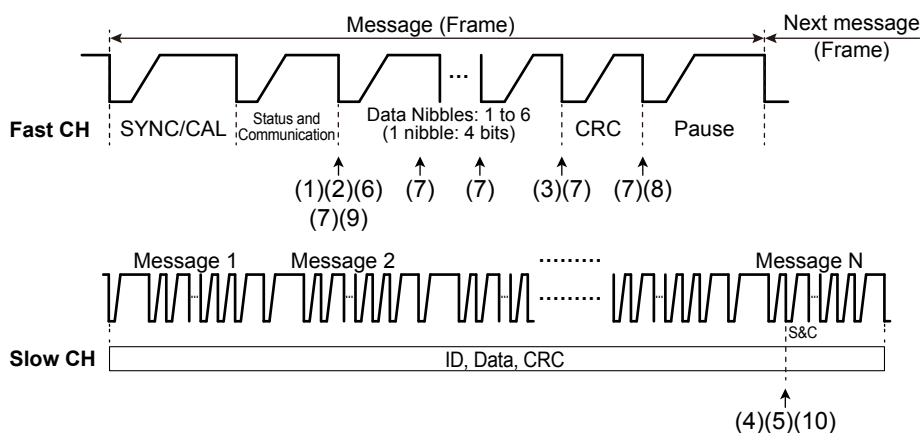 Message (Frame)
Next message
(Frame)
...
Fast CH
SYNC/CAL
Status and
Communication
Data Nibbles: 1 to 6
(1 nibble: 4 bits)
CRC
Pause
(1)(2)(6)
(7)(9)
(7)
(7)
(3)(7)
(7)(8)
Message 1
Message 2
Message N
S&C
Slow CH
ID, Data, CRC
(4)(5)(10)